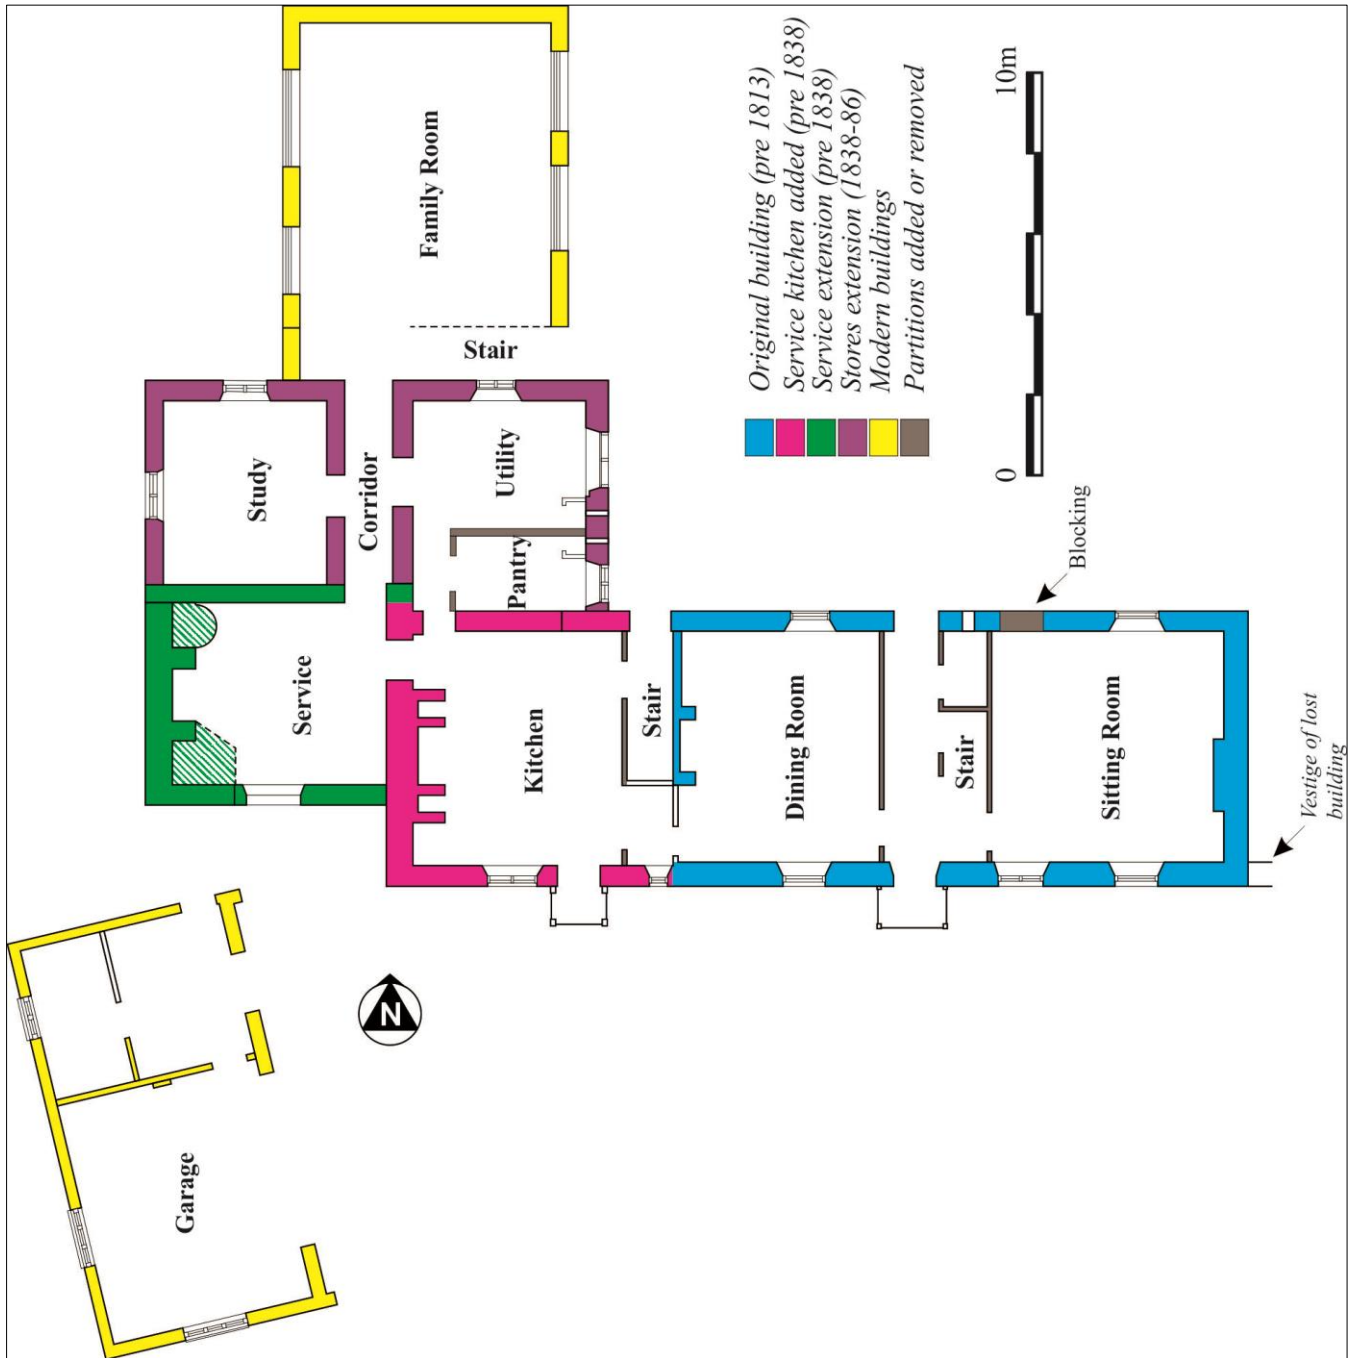 Family Room
Stair
Study
Corridor
Utility
Pantry
Service
Kitchen
Stair
Dining Room
Stair
Sitting Room
Garage
N
Original building (pre 1813)
Service kitchen added (pre 1838)
Service extension (pre 1838)
Stores extension (1838-86)
Modern buildings
Partitions added or removed
0
10m
Blocking
Vestige of lost
building